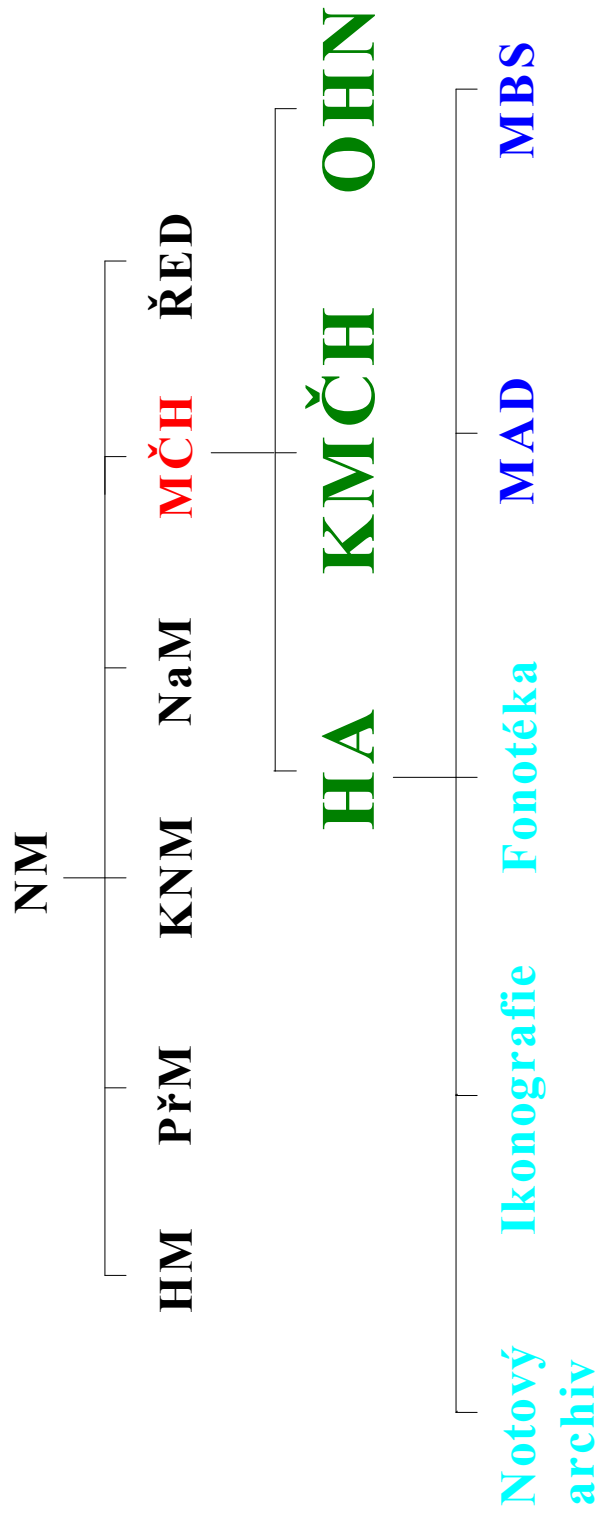 NM
HM PřM KNM NaM MČH ŘED
HA KMČH OHN
Notový Ikonografie Fonotéka MAD MBS
archiv